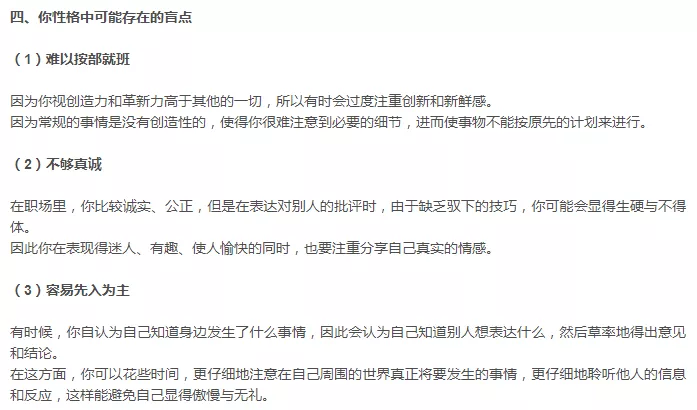 四、你性格中可能存在的盲点
（1）难以按部就班
因为你视创造力和革新力高于其他的一切，所以有时会过度注重创新和新鲜感。
因为常规的事情是没有创造性的，使得你很难注意到必要的细节，进而使事物不能按原先的计划来进行。
（2）不够真诚
在职场里，你比较诚实、公正，但是在表达对别人的批评时，由于缺乏驭下的技巧，你可能会显得生硬与不得
体。
因此你在表现得迷人、有趣、使人愉快的同时，也要注重分享自己真实的情感。
（3）容易先入为主
有时候，你自认为自己知道身边发生了什么事情，因此会认为自己知道别人想表达什么，然后草率地得出意见
和结论。
在这方面，你可以花些时间，更仔细地注意在自己周围的世界真正将要发生的事情，更仔细地聆听他人的信息
和反应，这样能避免自己显得傲慢与无礼。